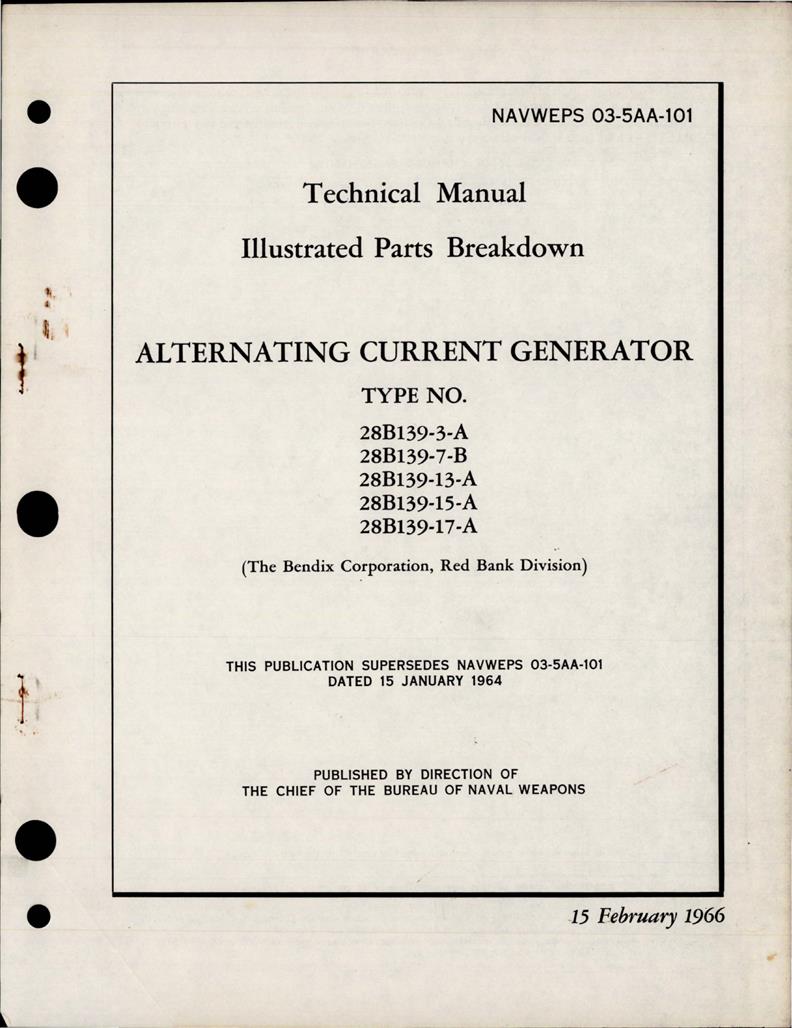 NAVWEPS 03-5AA-101
Technical Manual
Illustrated Parts Breakdown
ALTERNATING CURRENT GENERATOR
TYPE NO.
28B139-3-A
28B139-7-B
28B139-13-A
28B139-15-A
28B139-17-A
(The Bendix Corporation, Red Bank Division)
THIS PUBLICATION SUPERSEDES NAVWEPS 03-5AA-101
DATED 15 JANUARY 1964
PUBLISHED BY DIRECTION OF
THE CHIEF OF THE BUREAU OF NAVAL WEAPONS
15 February 1966